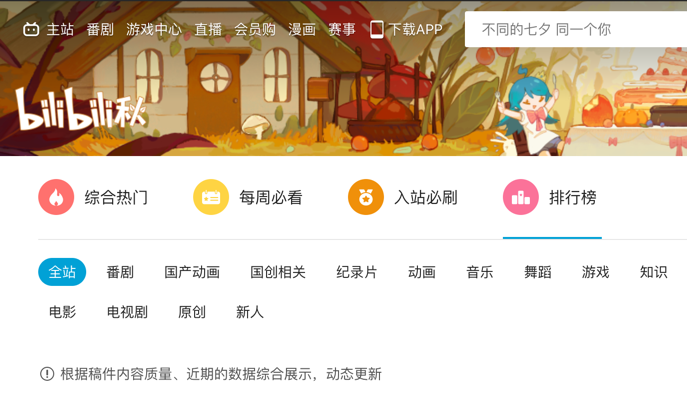 主站 番剧 游戏中心 直播 会员购 漫画 赛事 下载APP 不同的七夕 同一个你
bilibili秋
综合热门 每周必看 入站必刷 排行榜
全站 番剧 国产动画 国创相关 纪录片 动画 音乐 舞蹈 游戏 知识
电影 电视剧 原创 新人
根据稿件内容质量、近期的数据综合展示，动态更新